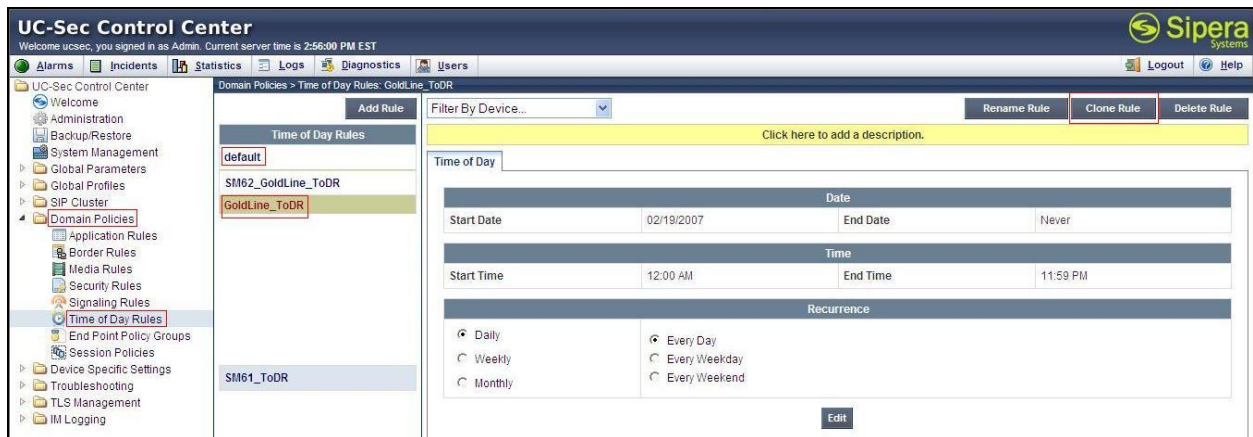 UC-Sec Control Center
Welcome ucsec, you signed in as Admin. Current server time is 2:56:00 PM EST
Sipera
Systems
Alarms Incidents Statistics Logs Diagnostics Users Logout Help
UC-Sec Control Center
Welcome
Administration
Backup/Restore
System Management
Global Parameters
Global Profiles
SIP Cluster
Domain Policies
Application Rules
Border Rules
Media Rules
Security Rules
Signaling Rules
Time of Day Rules
End Point Policy Groups
Session Policies
Device Specific Settings
Troubleshooting
TLS Management
IM Logging
Domain Policies > Time of Day Rules: GoldLine_ToDR
Add Rule
Time of Day Rules
default
SM62_GoldLine_ToDR
GoldLine_ToDR
SM61_ToDR
Filter By Device...
Rename Rule Clone Rule Delete Rule
Click here to add a description.
Time of Day
Date
Start Date 02/19/2007 End Date Never
Time
Start Time 12:00 AM End Time 11:59 PM
Recurrence
Daily
Weekly
Monthly
Every Day
Every Weekday
Every Weekend
Edit